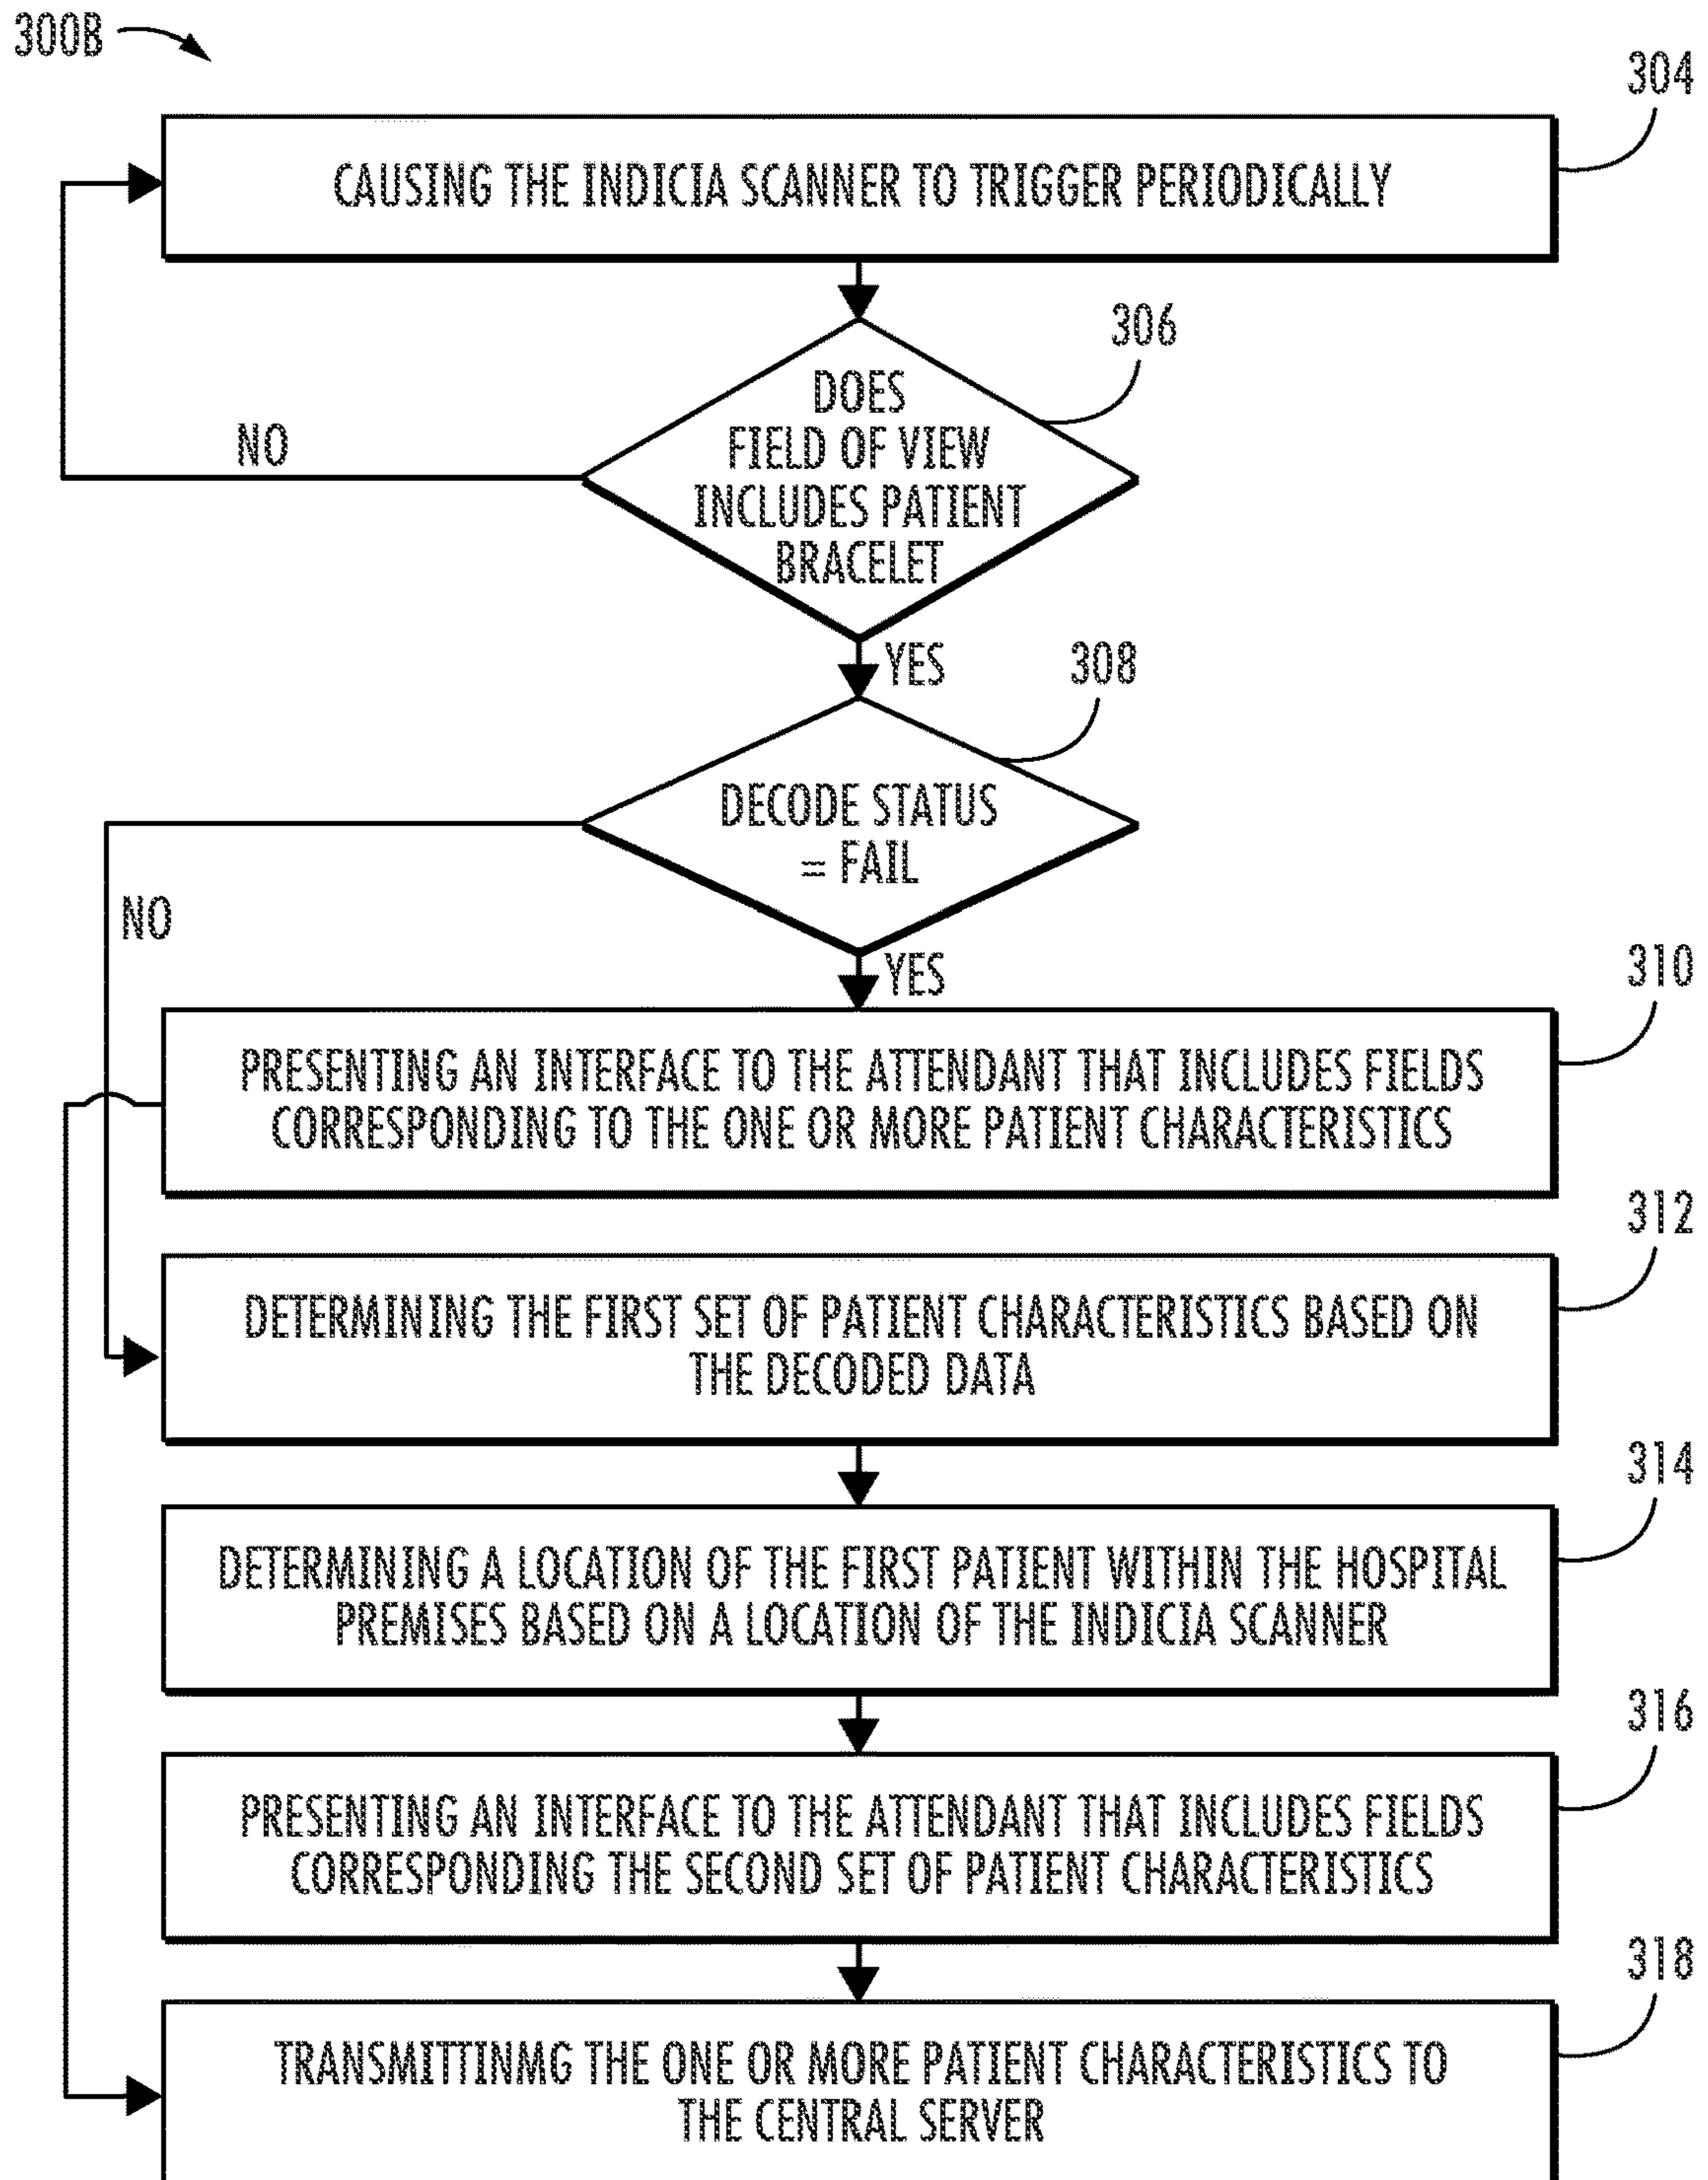 300B
304
CAUSING THE INDICIA SCANNER TO TRIGGER PERIODICALLY
306
DOES
FIELD OF VIEW
INCLUDES PATIENT
BRACELET
NO
YES
308
DECODE STATUS
= FAIL
NO
YES
310
PRESENTING AN INTERFACE TO THE ATTENDANT THAT INCLUDES FIELDS
CORRESPONDING TO THE ONE OR MORE PATIENT CHARACTERISTICS
312
DETERMINING THE FIRST SET OF PATIENT CHARACTERISTICS BASED ON
THE DECODED DATA
314
DETERMINING A LOCATION OF THE FIRST PATIENT WITHIN THE HOSPITAL
PREMISES BASED ON A LOCATION OF THE INDICIA SCANNER
316
PRESENTING AN INTERFACE TO THE ATTENDANT THAT INCLUDES FIELDS
CORRESPONDING THE SECOND SET OF PATIENT CHARACTERISTICS
318
TRANSMITTINMG THE ONE OR MORE PATIENT CHARACTERISTICS TO
THE CENTRAL SERVER